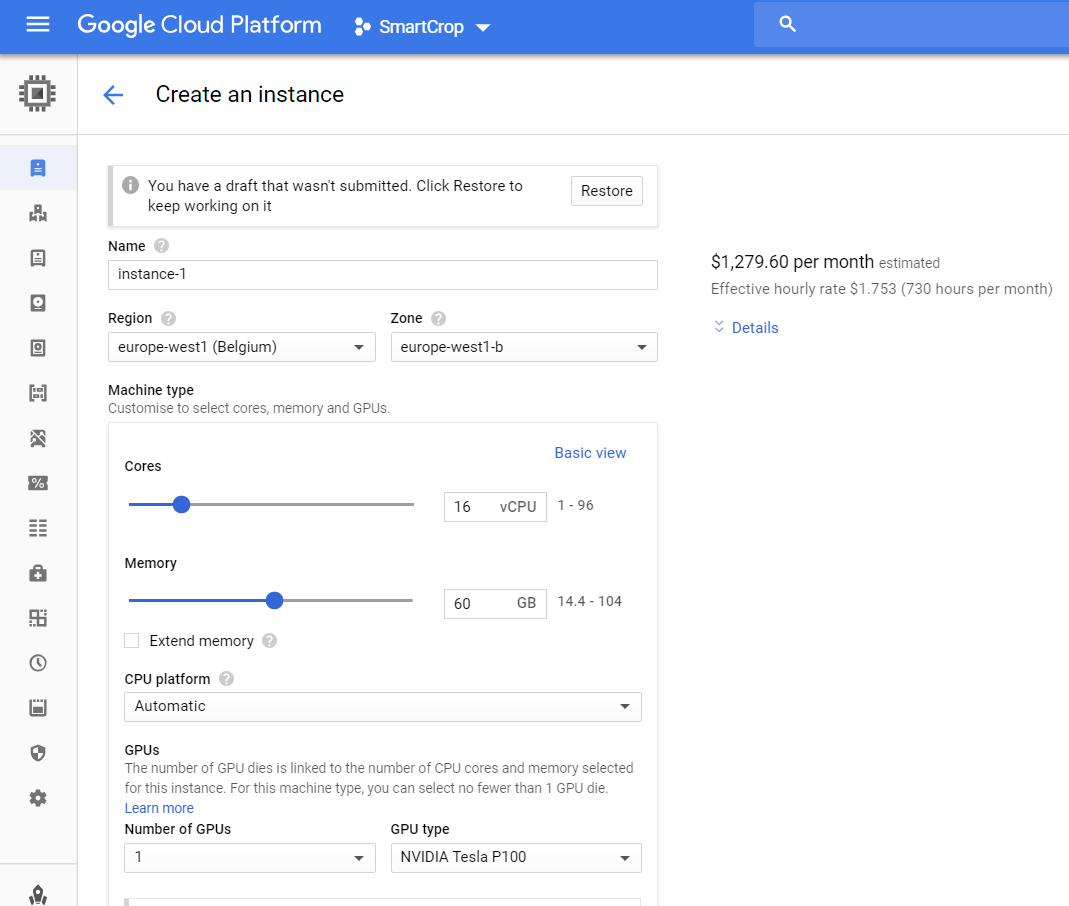 Google Cloud Platform SmartCrop
Create an instance
You have a draft that wasn't submitted. Click Restore to
keep working on it
Restore
Name
instance-1
Region
europe-west1 (Belgium)
Zone
europe-west1-b
Machine type
Customise to select cores, memory and GPUs.
Basic view
Cores
16 vCPU 1 - 96
Memory
60 GB 14.4 - 104
Extend memory
CPU platform
Automatic
GPUs
The number of GPU dies is linked to the number of CPU cores and memory selected
for this instance. For this machine type, you can select no fewer than 1 GPU die.
Learn more
Number of GPUs
1
GPU type
NVIDIA Tesla P100
$1,279.60 per month estimated
Effective hourly rate $1.753 (730 hours per month)
Details